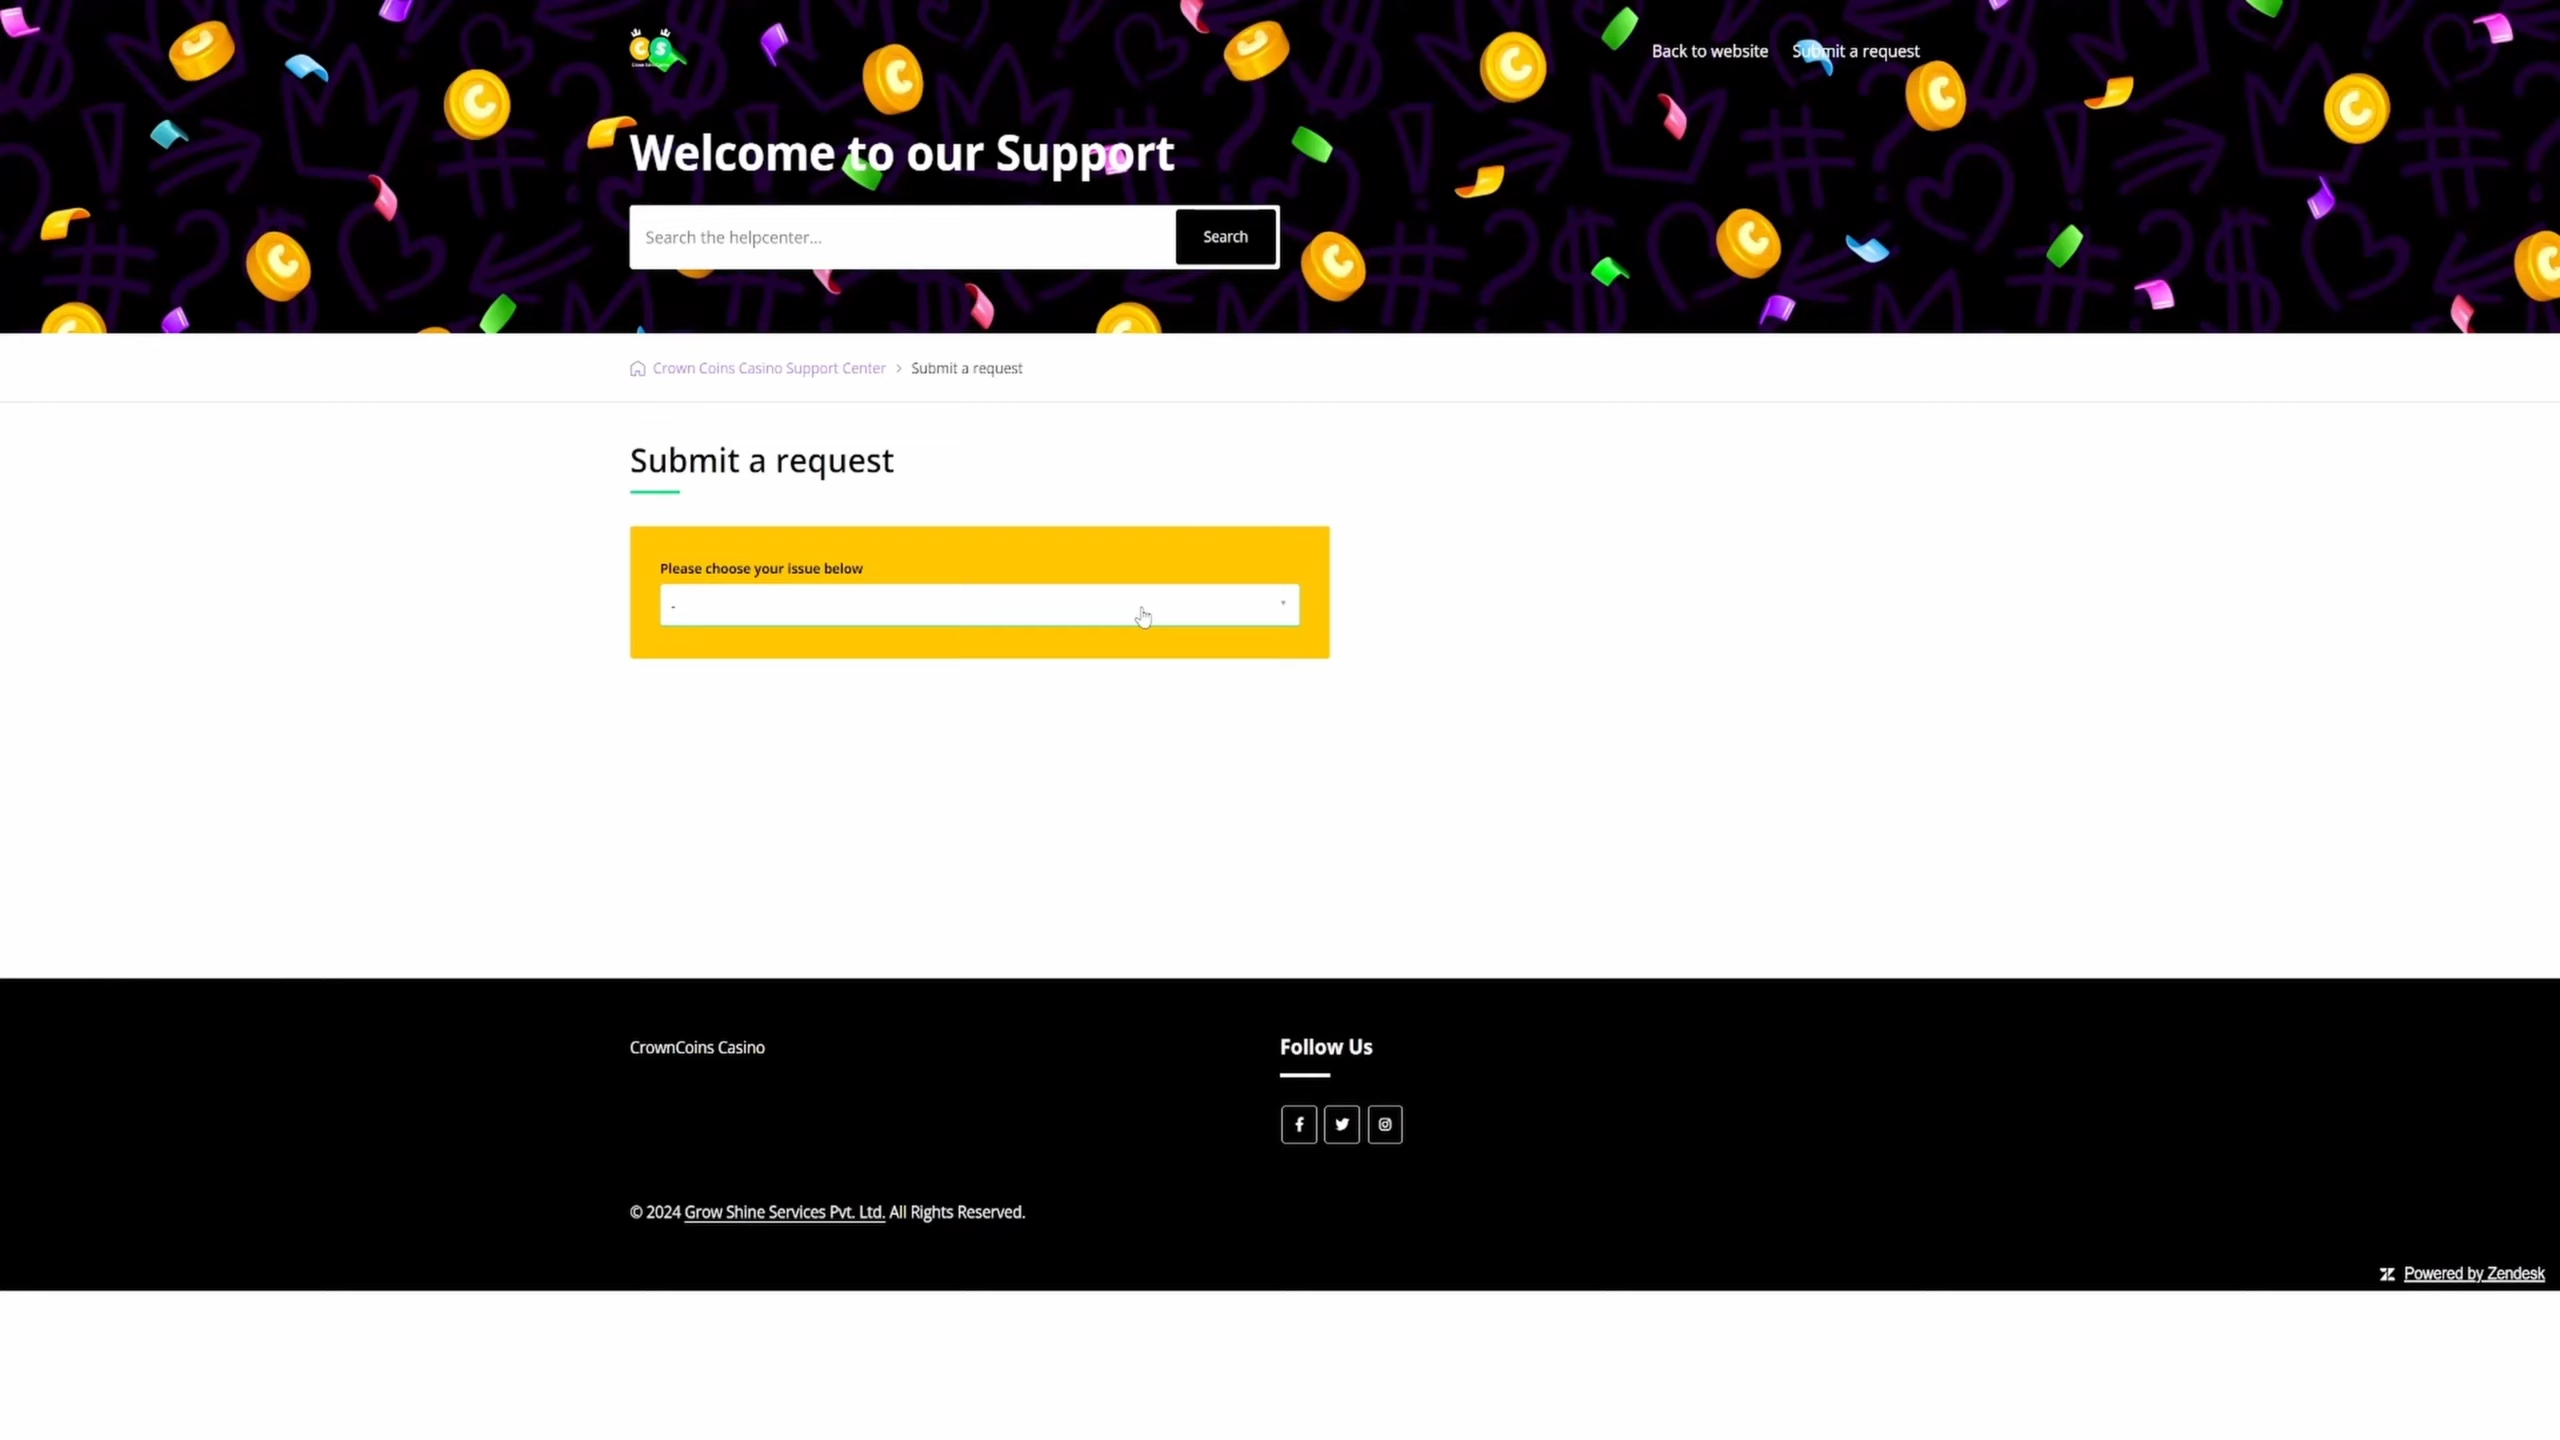 Back to website
Submit a request
Welcome to our Support
Search the helpcenter...
Search
Crown Coins Casino Support Center > Submit a request
Submit a request
Please choose your issue below
-
CrownCoins Casino
Follow Us
© 2024 Grow Shine Services Pvt. Ltd. All Rights Reserved.
Powered by Zendesk